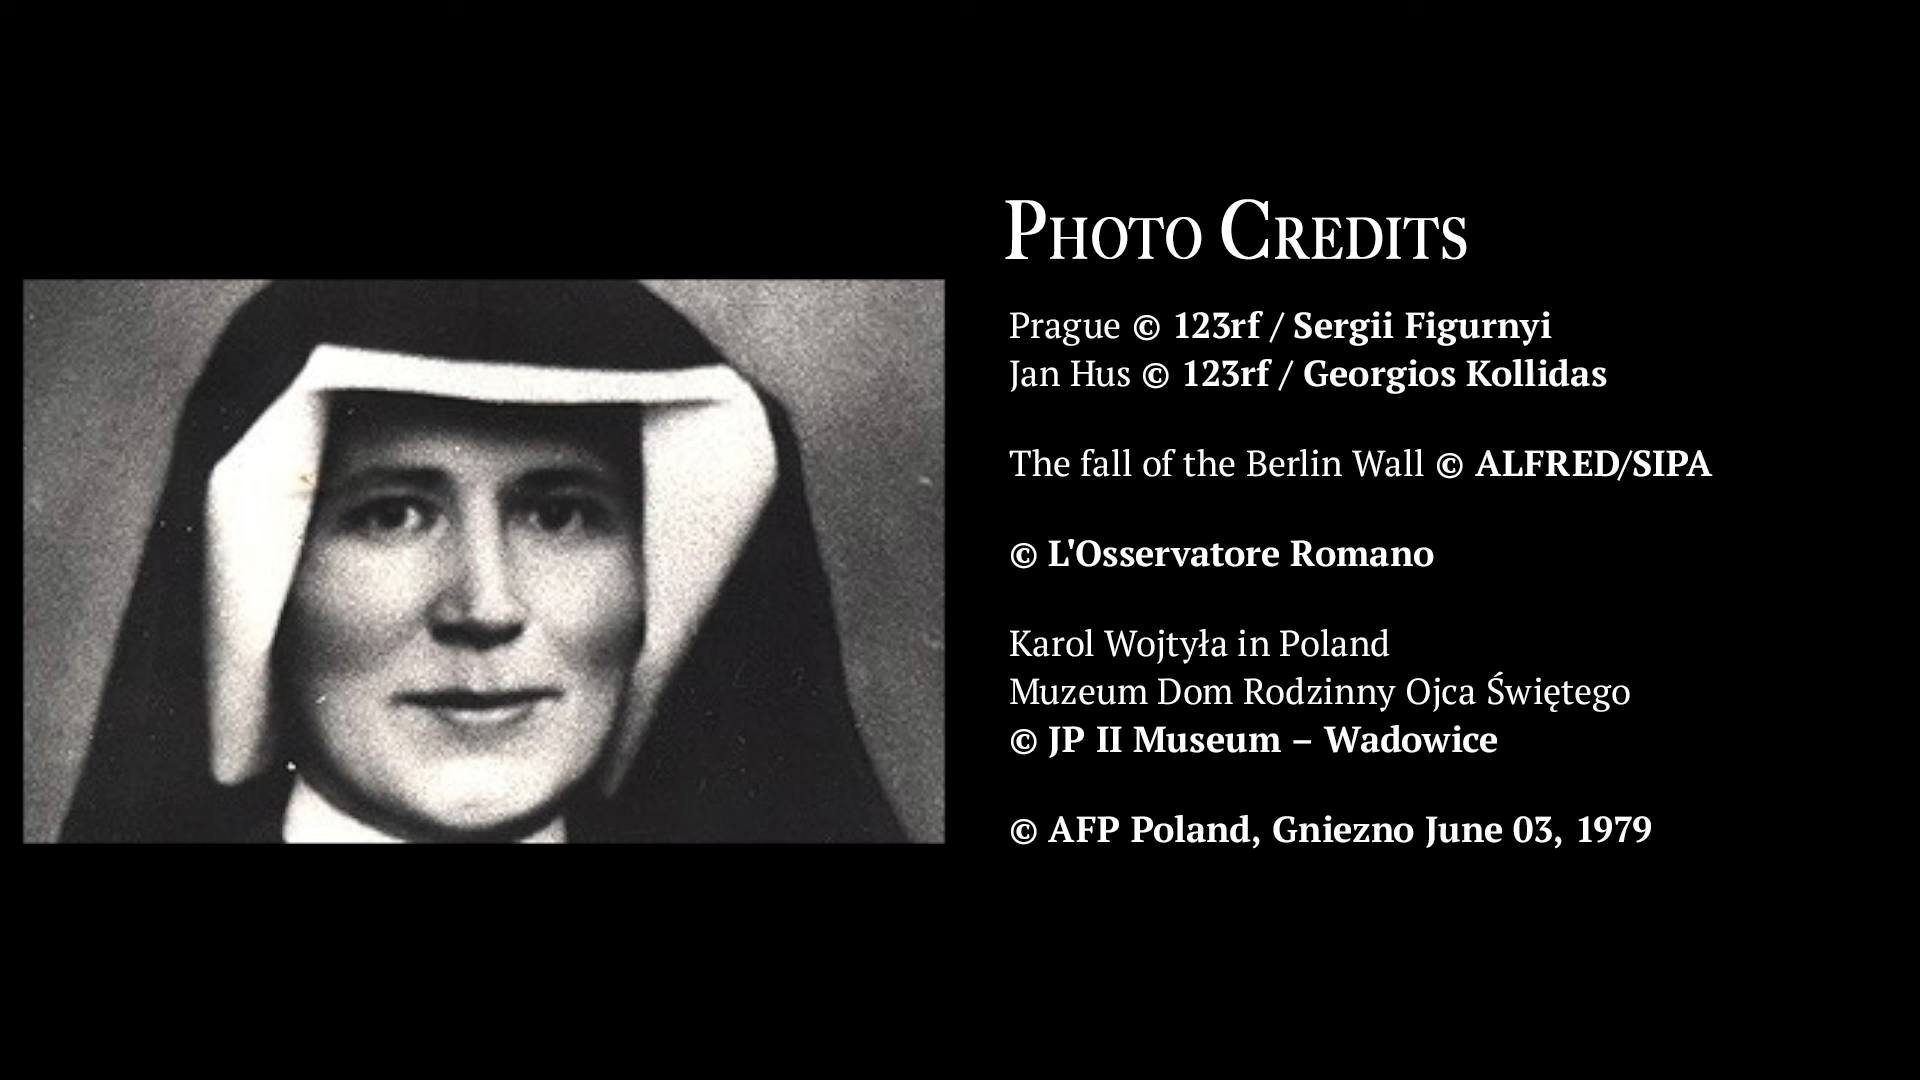 Photo Credits
Prague © 123rf / Sergii Figurnyi
Jan Hus © 123rf / Georgios Kollidas
The fall of the Berlin Wall © ALFRED/SIPA
© L'Osservatore Romano
Karol Wojtyła in Poland
Muzeum Dom Rodzinny Ojca Świętego
© JP II Museum – Wadowice
© AFP Poland, Gniezno June 03, 1979